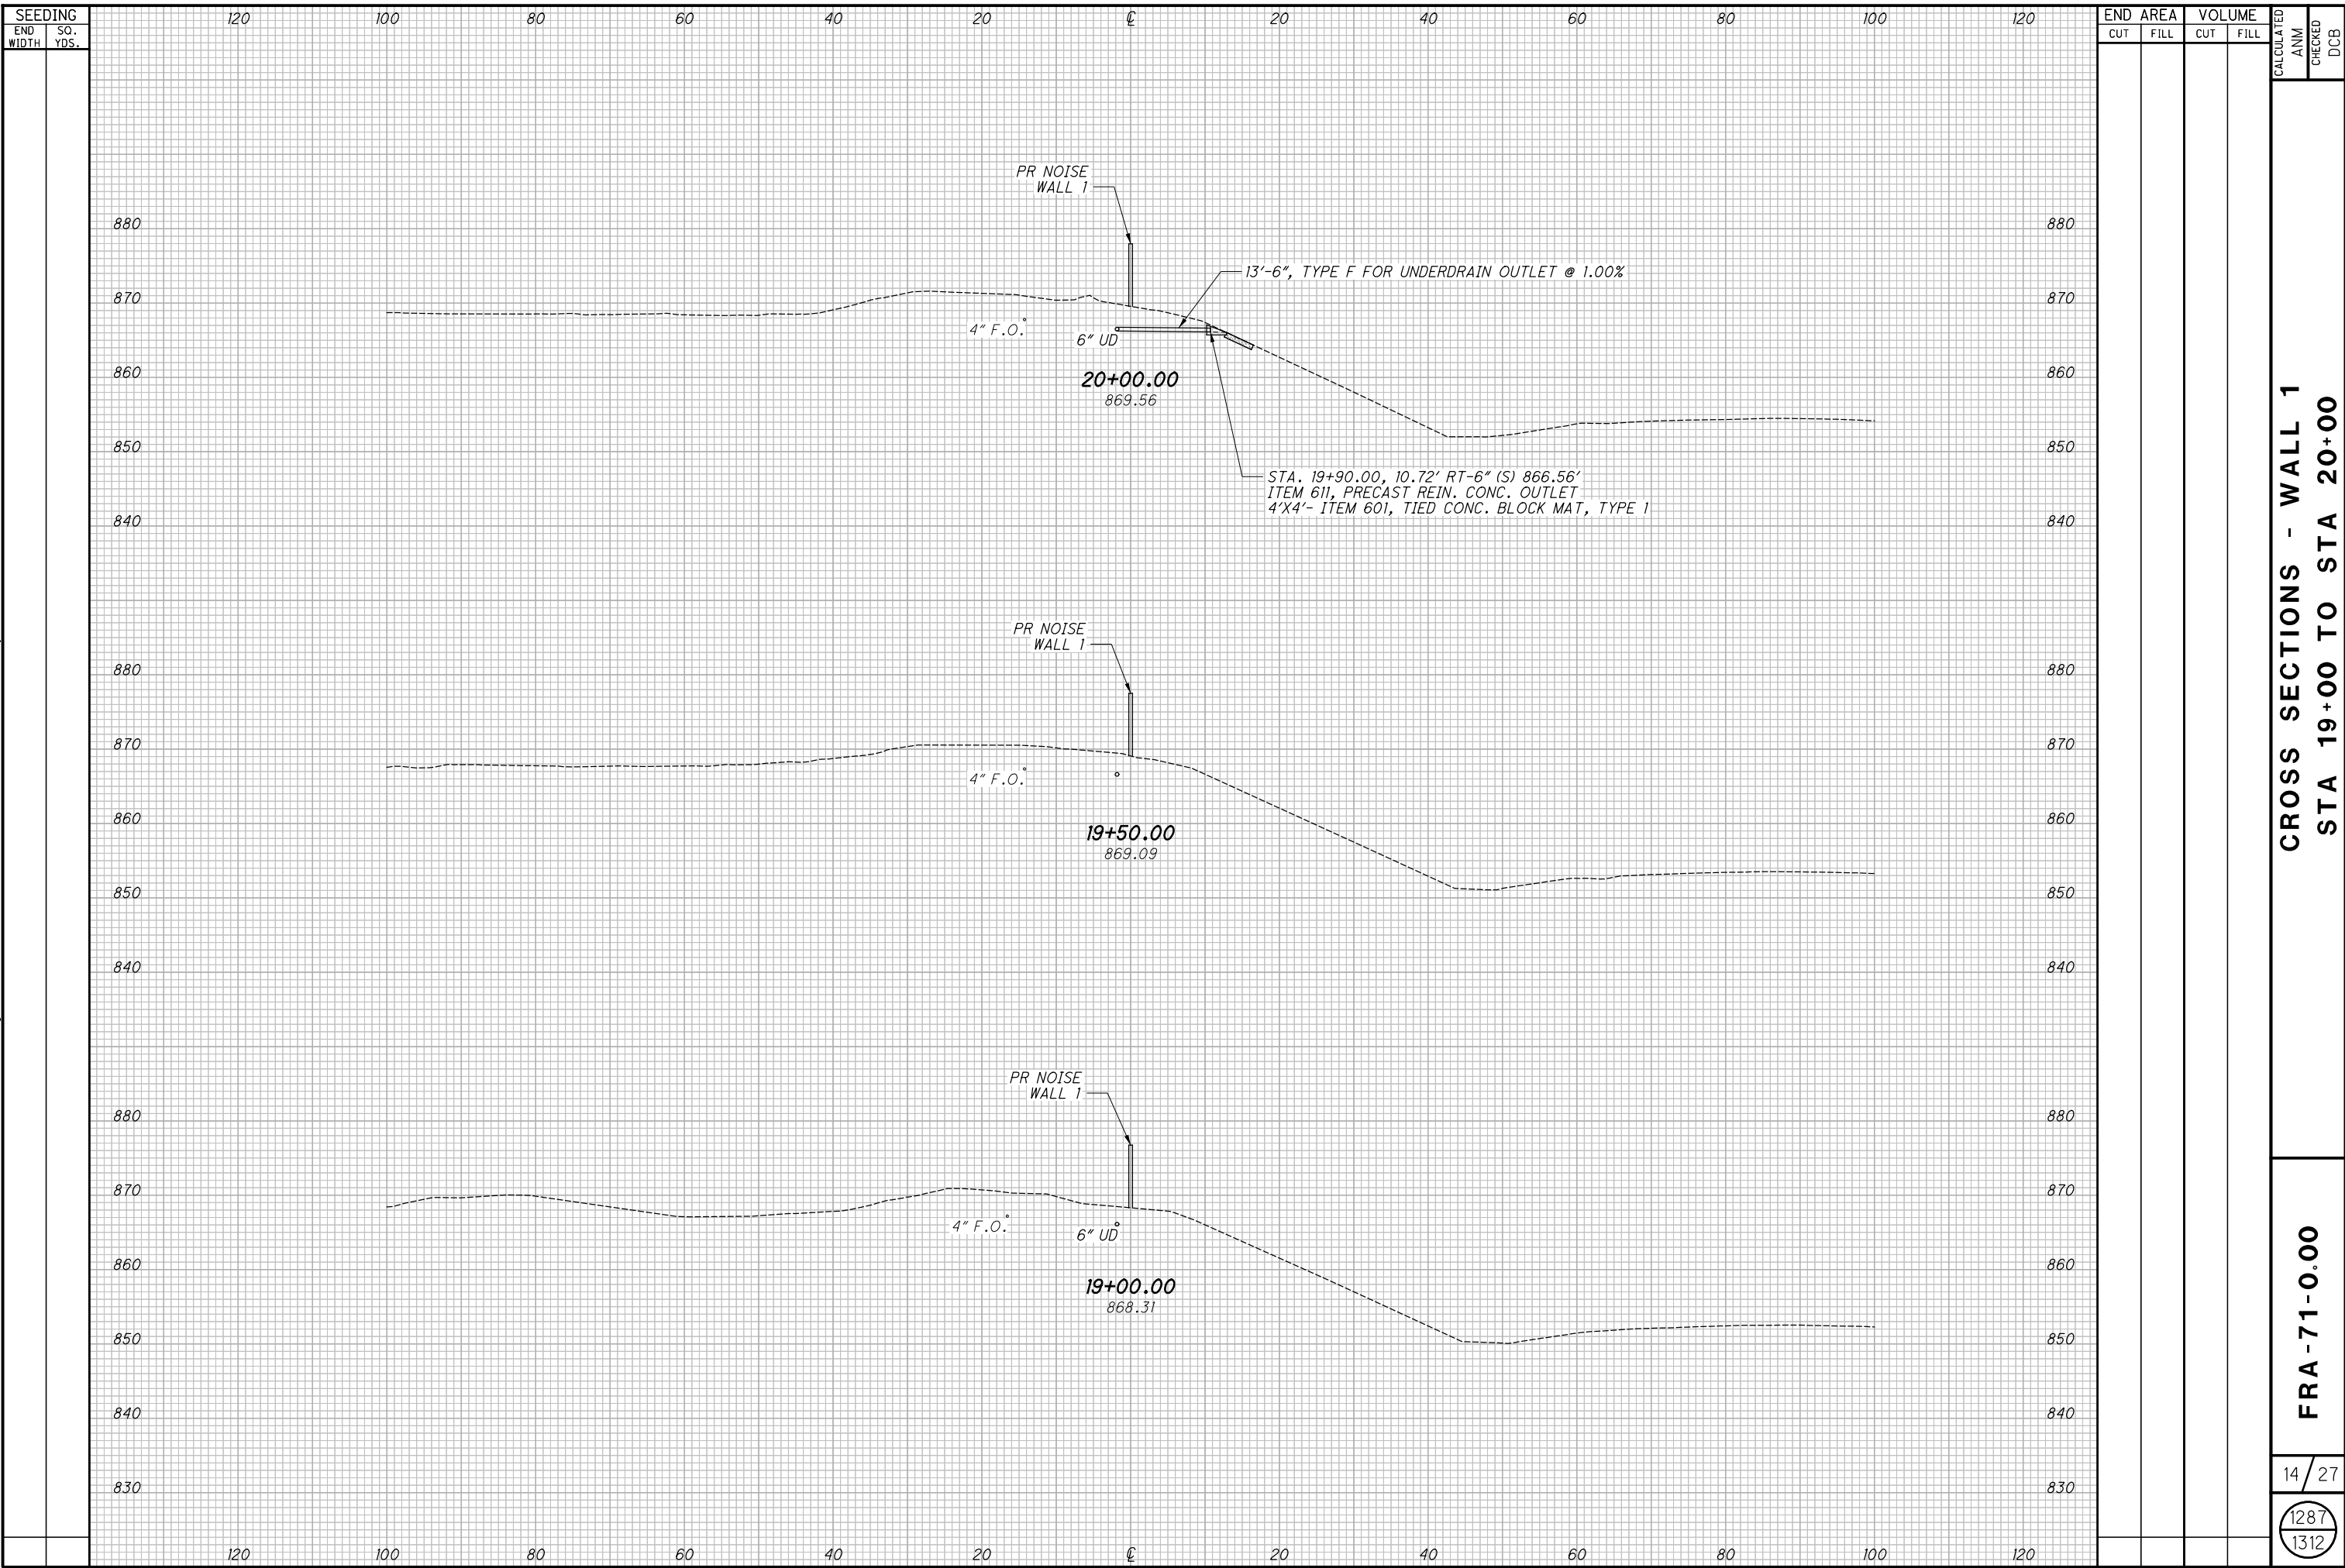 SEEDING
END WIDTH
SQ. YDS.
120 100 80 60 40 20 ℄ 20 40 60 80 100 120
END AREA VOLUME
CUT FILL CUT FILL
CALCULATED
ANM
CHECKED
DCB
PR NOISE
WALL 1
880 880
13'-6", TYPE F FOR UNDERDRAIN OUTLET @ 1.00%
870 870
4" F.O.
6" UD
860 860
20+00.00
869.56
850 850
STA. 19+90.00, 10.72' RT-6" (S) 866.56'
ITEM 611, PRECAST REIN. CONC. OUTLET
4'X4'- ITEM 601, TIED CONC. BLOCK MAT, TYPE 1
840 840
PR NOISE
WALL 1
880 880
870 870
4" F.O.
860 860
19+50.00
869.09
850 850
840 840
PR NOISE
WALL 1
880 880
870 870
4" F.O.
6" UD
860 860
19+00.00
868.31
850 850
840 840
830 830
120 100 80 60 40 20 ℄ 20 40 60 80 100 120
CROSS SECTIONS - WALL 1
STA 19+00 TO STA 20+00
FRA-71-0.00
14/27
1287
1312